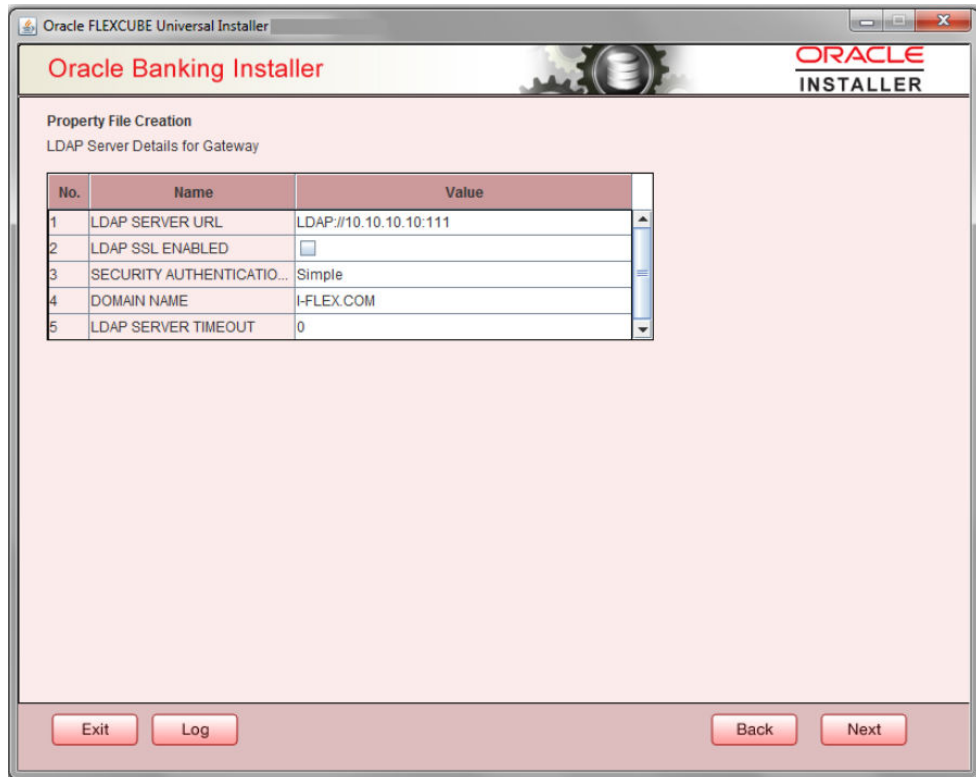 Oracle FLEXCUBE Universal Installer
Oracle Banking Installer
ORACLE
INSTALLER
Property File Creation
LDAP Server Details for Gateway
No. Name Value
1 LDAP SERVER URL LDAP://10.10.10.10:111
2 LDAP SSL ENABLED
3 SECURITY AUTHENTICATIO... Simple
4 DOMAIN NAME I-FLEX.COM
5 LDAP SERVER TIMEOUT 0
Exit Log Back Next